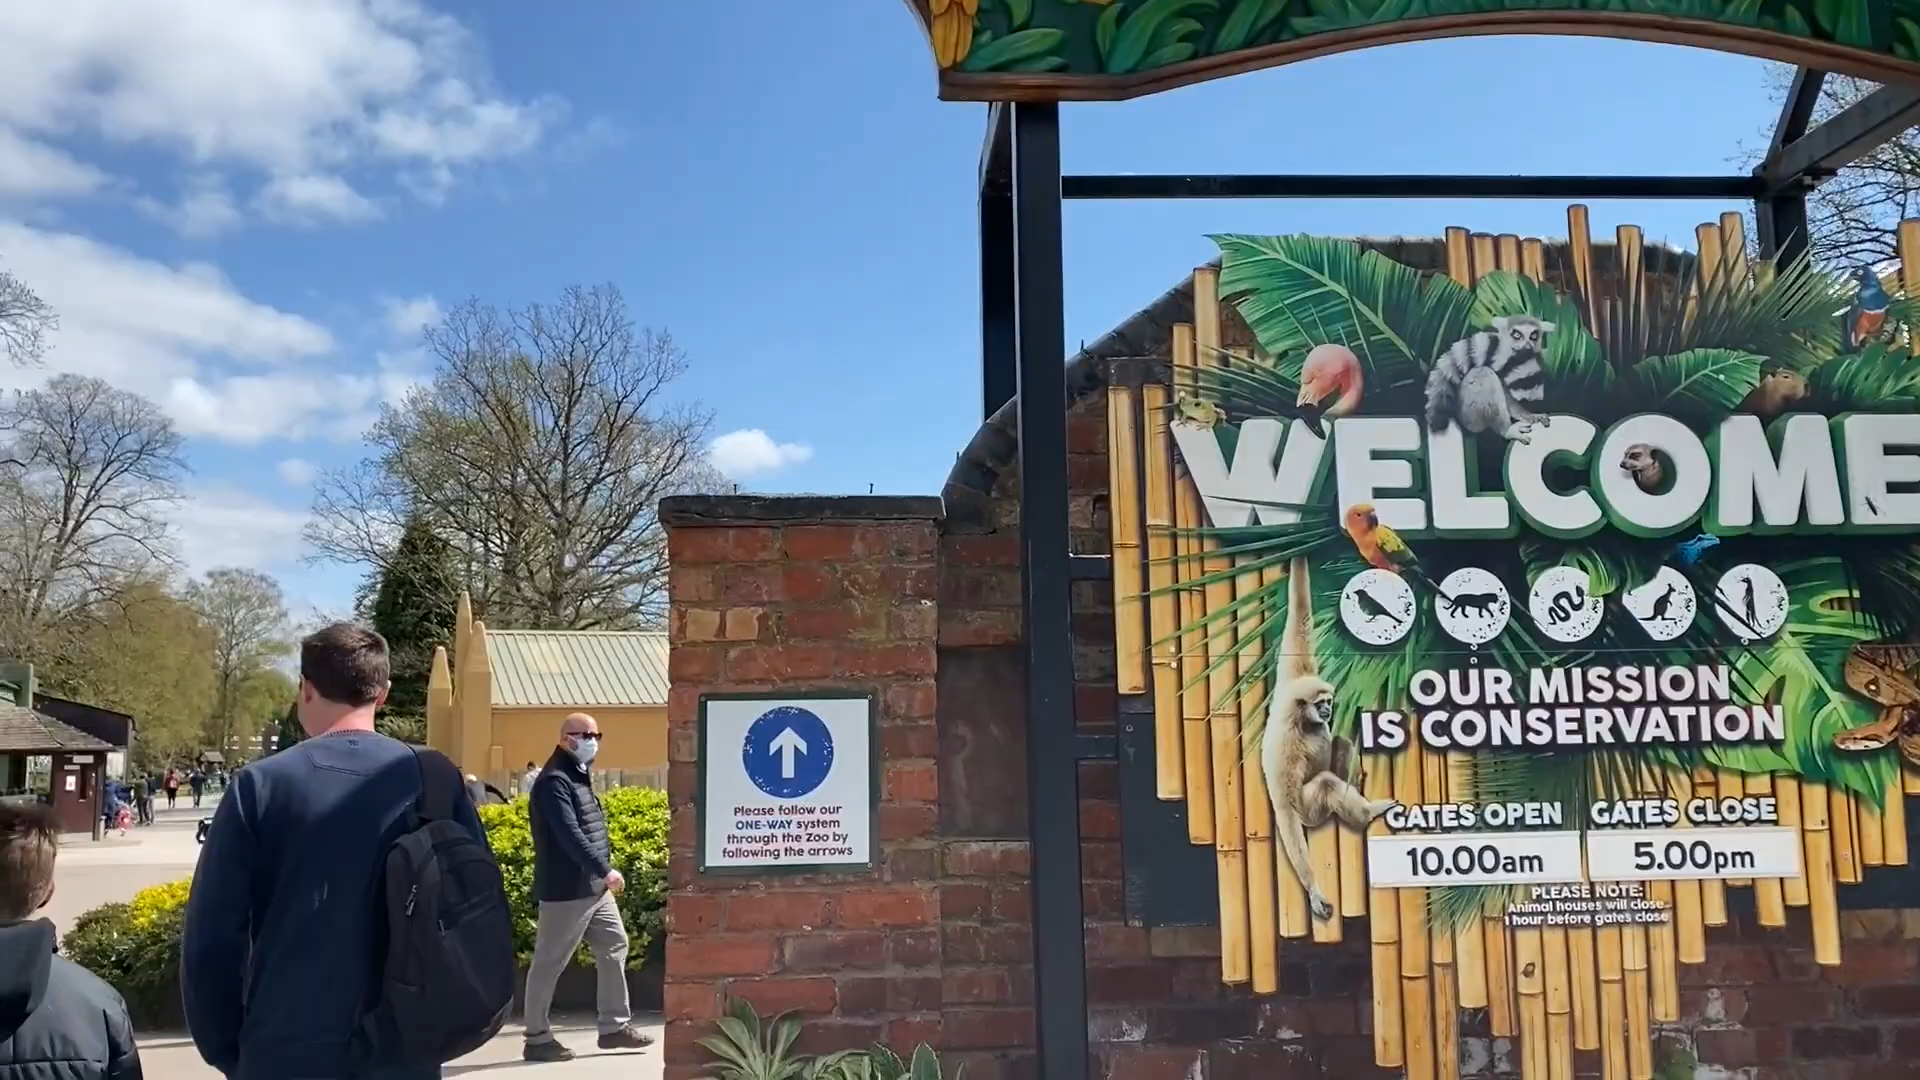 Please follow our
ONE-WAY system
through the Zoo by
following the arrows
WELCOME
OUR MISSION
IS CONSERVATION
GATES OPEN GATES CLOSE
10.00am 5.00pm
PLEASE NOTE:
Animal houses will close
1 hour before gates close